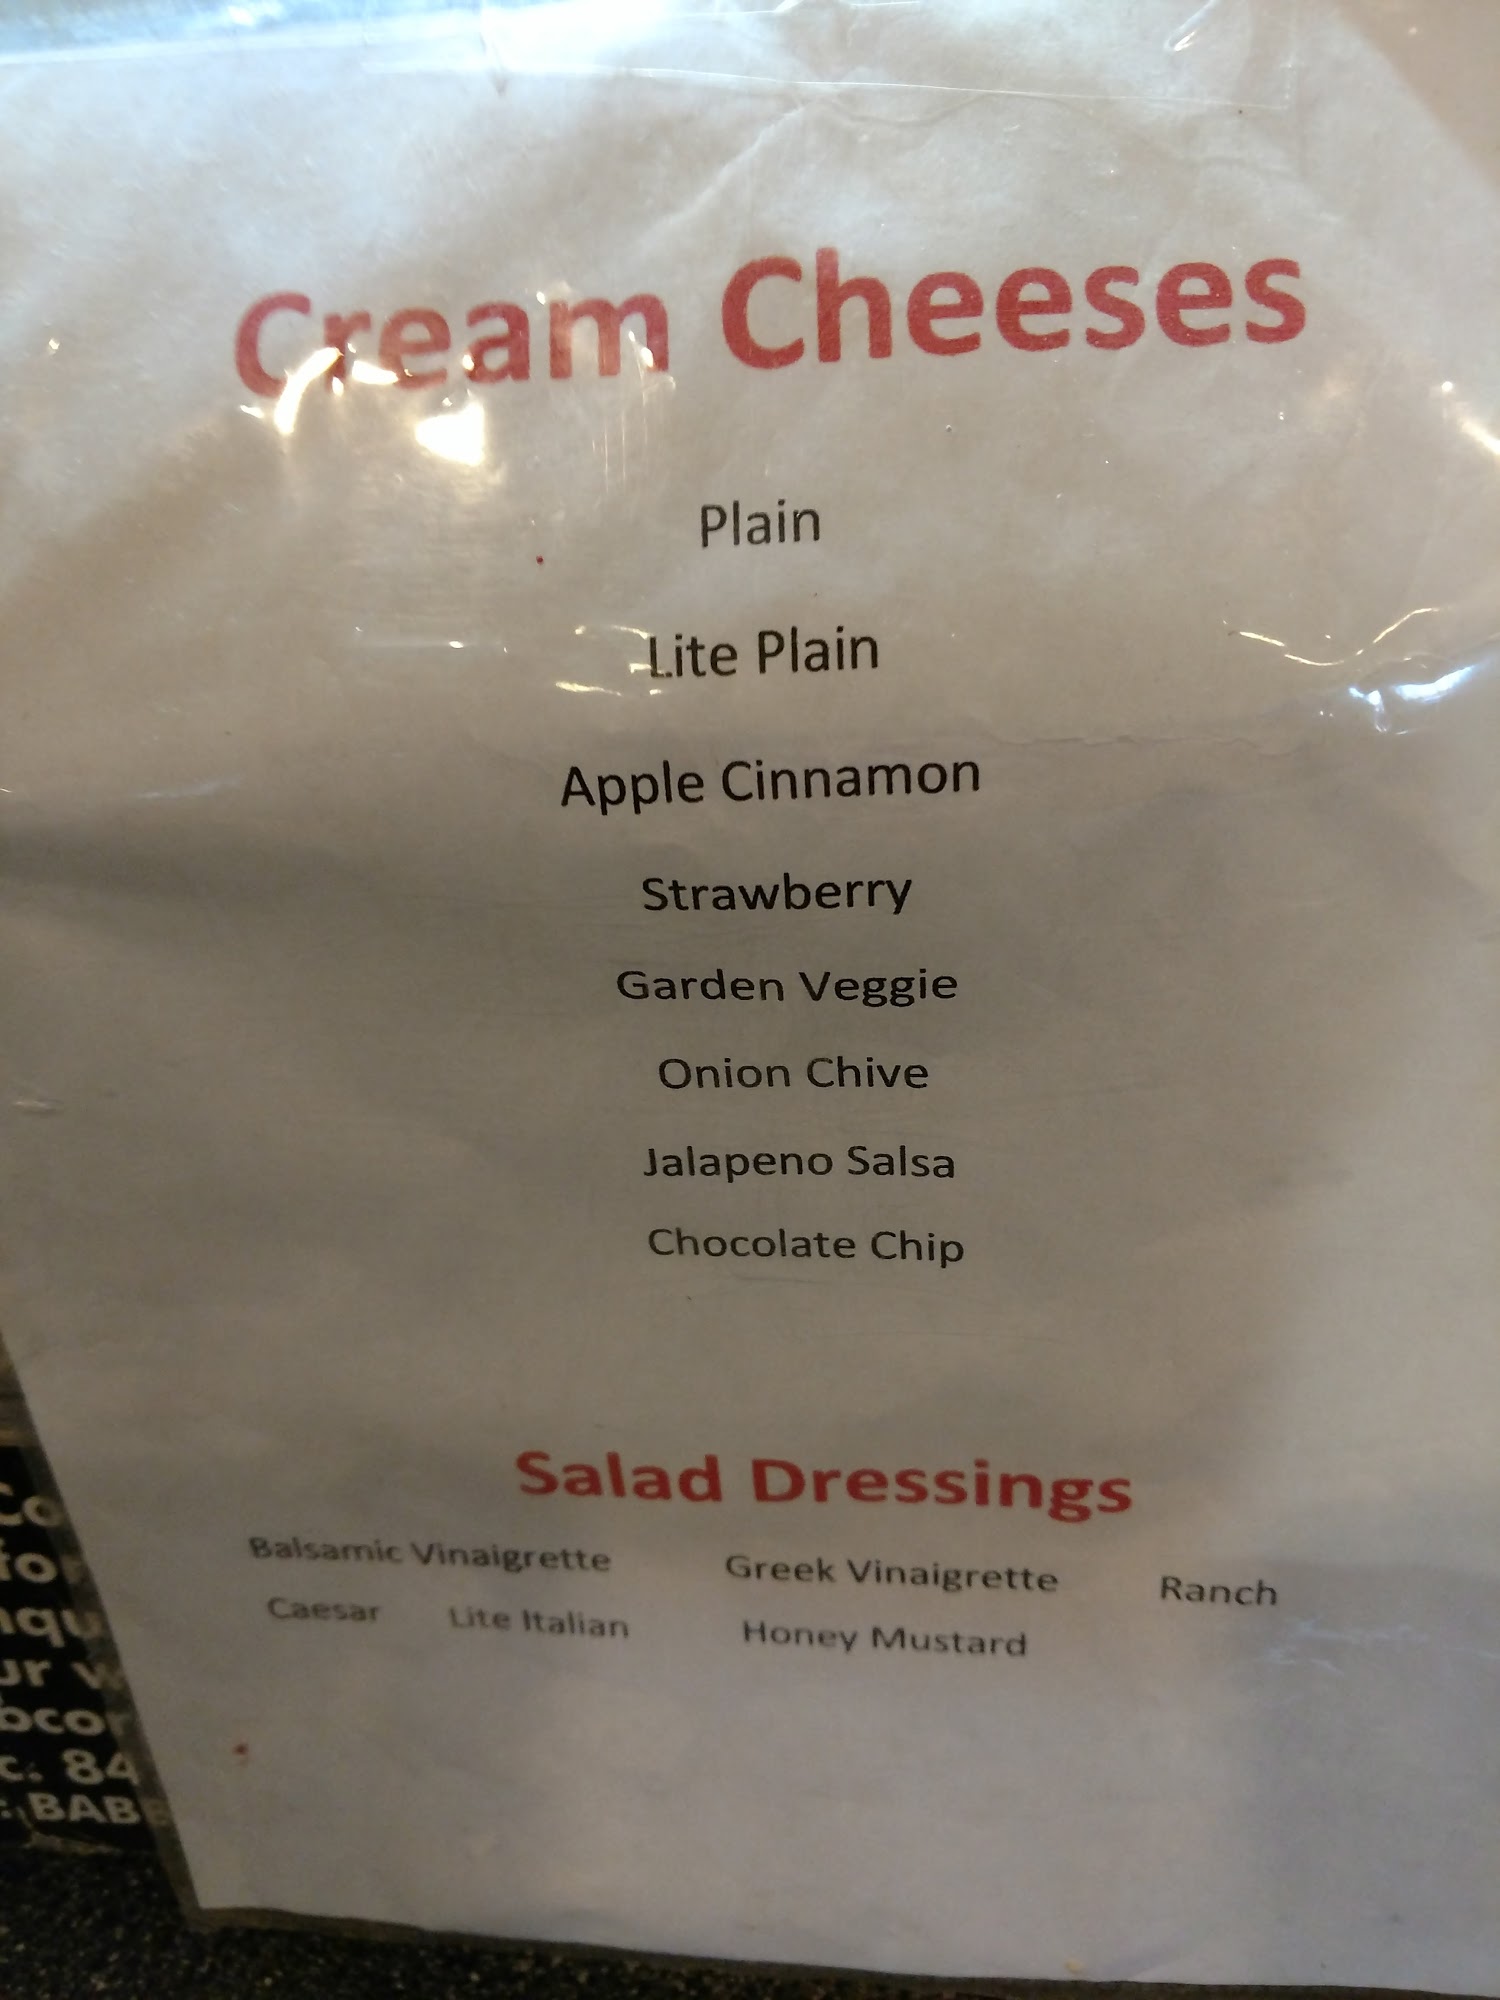 Cream Cheeses
Plain
Lite Plain
Apple Cinnamon
Strawberry
Garden Veggie
Onion Chive
Jalapeno Salsa
Chocolate Chip
Salad Dressings
Balsamic Vinaigrette Greek Vinaigrette Ranch
Caesar Lite Italian Honey Mustard
84